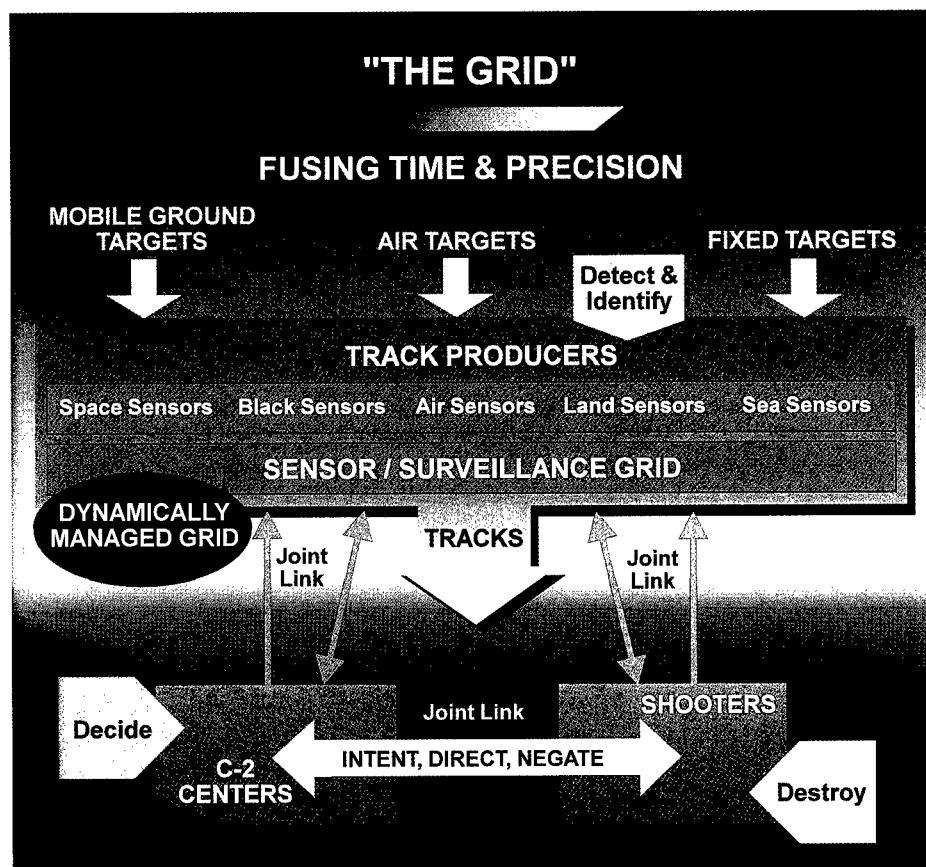 "THE GRID"
FUSING TIME & PRECISION
MOBILE GROUND
TARGETS
AIR TARGETS
Detect &
Identify
FIXED TARGETS
TRACK PRODUCERS
Space Sensors Black Sensors Air Sensors Land Sensors Sea Sensors
SENSOR / SURVEILLANCE GRID
DYNAMICALLY
MANAGED GRID
Joint
Link
TRACKS
Joint
Link
Decide
C-2
CENTERS
Joint Link
INTENT, DIRECT, NEGATE
SHOOTERS
Destroy